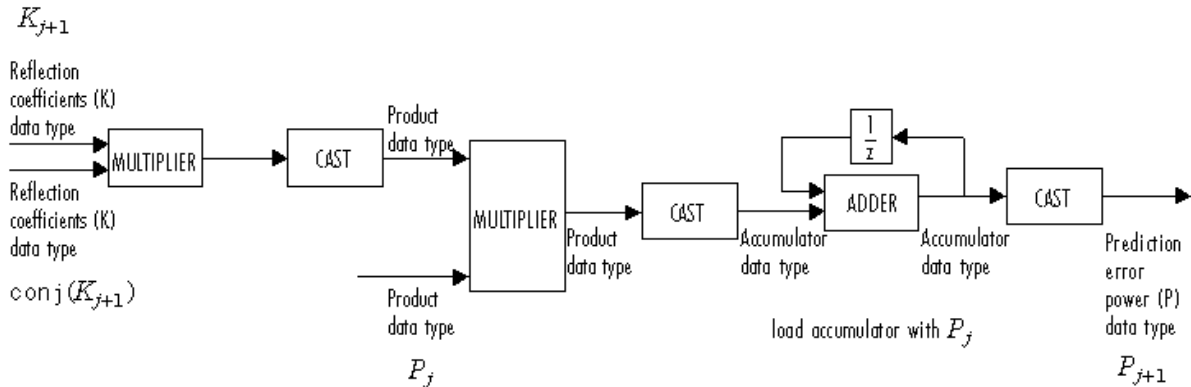 K_{j+1}
Reflection
coefficients (K)
data type
MULTIPLIER
Reflection
coefficients (K)
data type
conj(K_{j+1})
CAST
Product
data type
MULTIPLIER
Product
data type
P_j
Product
data type
CAST
Accumulator
data type
1
z
ADDER
Accumulator
data type
load accumulator with P_j
CAST
Prediction
error
power (P)
data type
P_{j+1}